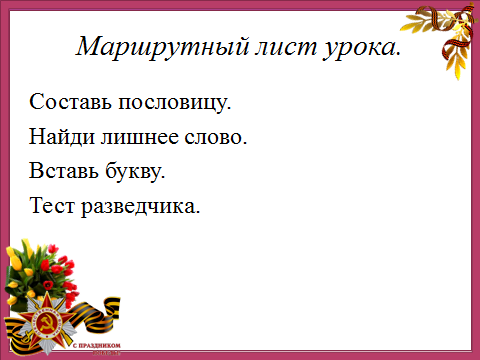 Маршрутный лист урока.
Составь пословицу.
Найди лишнее слово.
Вставь букву.
Тест разведчика.
С ПРАЗДНИКОМ